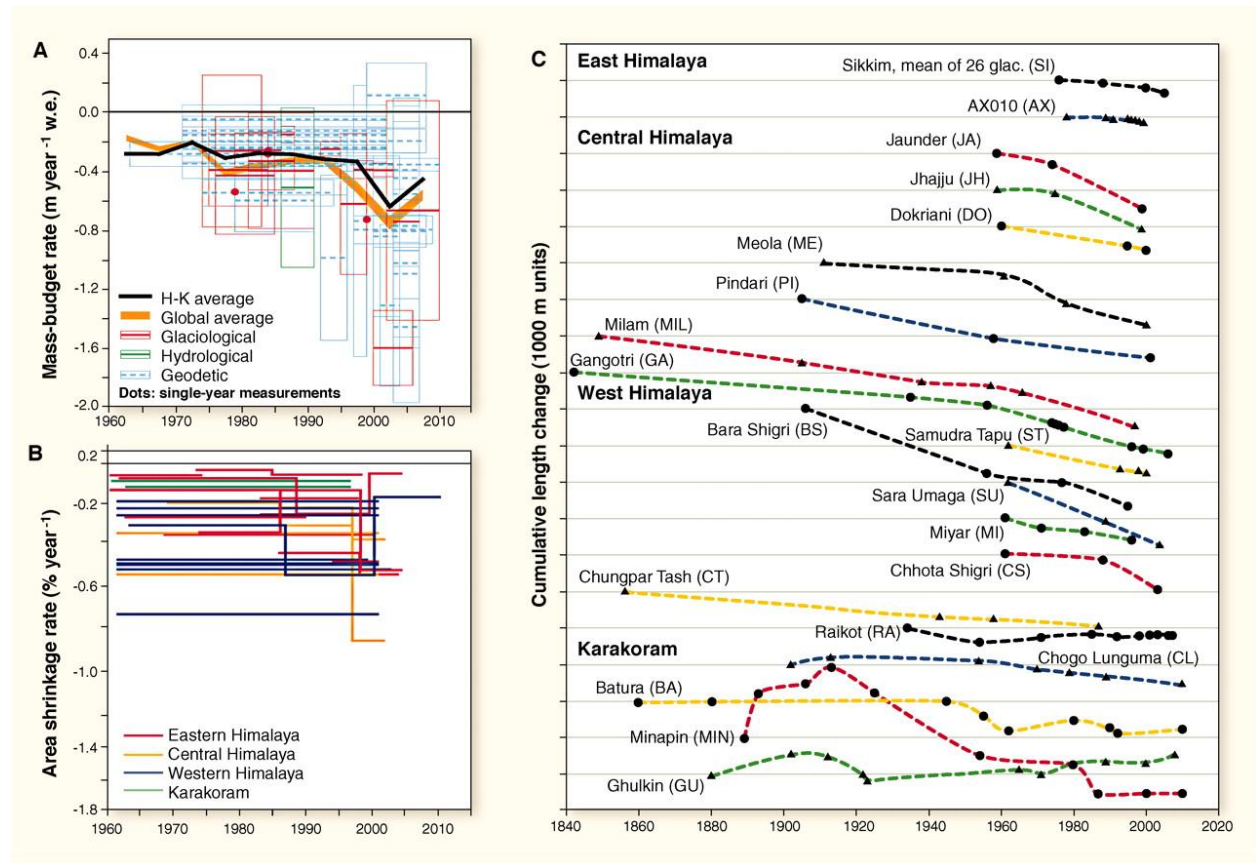 A
0.4
0.0
-0.4
-0.8
-1.2
-1.6
-2.0
Mass-budget rate (m year⁻¹ w.e.)
H-K average
Global average
Glaciological
Hydrological
Geodetic
Dots: single-year measurements
1960 1970 1980 1990 2000 2010
B
0.2
-0.2
-0.6
-1.0
-1.4
-1.8
Area shrinkage rate (% year⁻¹)
Eastern Himalaya
Central Himalaya
Western Himalaya
Karakoram
1960 1970 1980 1990 2000 2010
C
Cumulative length change (1000 m units)
East Himalaya
Sikkim, mean of 26 glac. (SI)
AX010 (AX)
Central Himalaya
Jaunder (JA)
Jhajju (JH)
Dokriani (DO)
Meola (ME)
Pindari (PI)
Milam (MIL)
Gangotri (GA)
West Himalaya
Bara Shigri (BS)
Samudra Tapu (ST)
Sara Umaga (SU)
Miyar (MI)
Chhota Shigri (CS)
Chungpar Tash (CT)
Raikot (RA)
Karakoram
Chogo Lunguma (CL)
Batura (BA)
Minapin (MIN)
Ghulkin (GU)
1840 1860 1880 1900 1920 1940 1960 1980 2000 2020